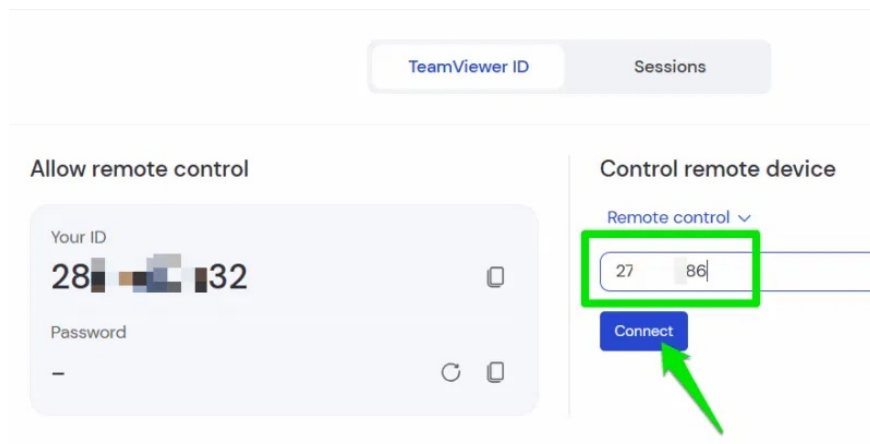 TeamViewer ID
Sessions
Allow remote control
Control remote device
Your ID
28 32
Remote control
27 86
Password
–
Connect